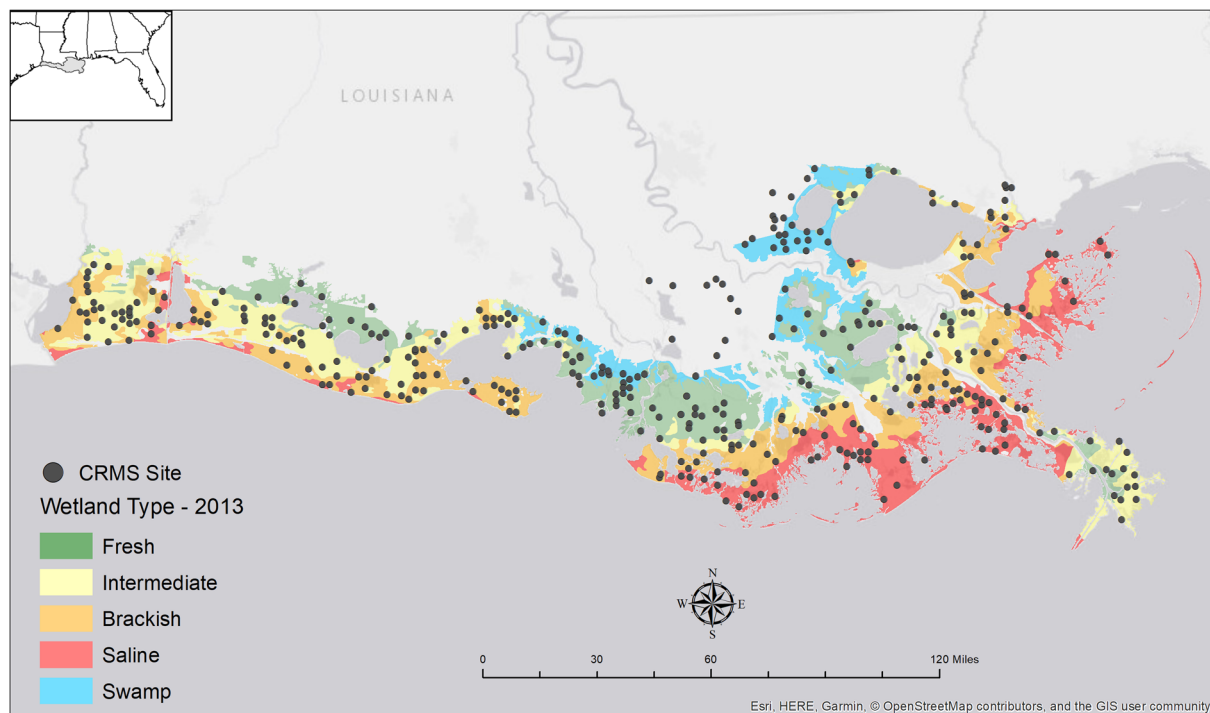 LOUISIANA
CRMS Site
Wetland Type - 2013
Fresh
Intermediate
Brackish
Saline
Swamp
N
W E
S
0 30 60 120 Miles
Esri, HERE, Garmin, © OpenStreetMap contributors, and the GIS user community